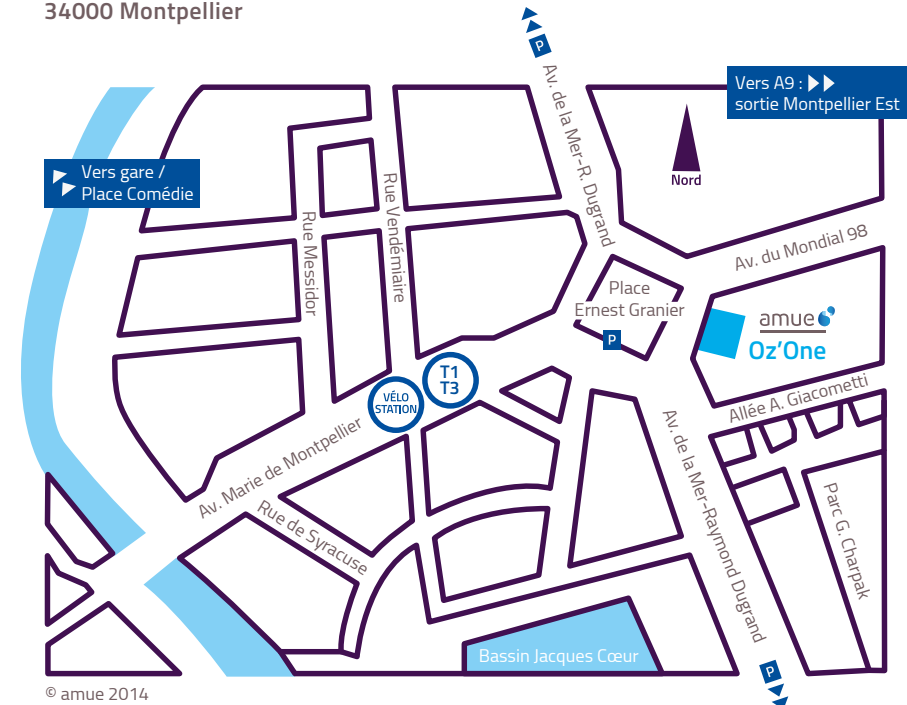 34000 Montpellier
P
Vers A9 :
sortie Montpellier Est
Av. de la Mer-R. Dugrand
Vers gare /
Place Comédie
Nord
Rue Vendémiaire
Rue Messidor
Av. du Mondial 98
Place
Ernest Granier
P
amue
Oz'One
T1
T3
VÉLO
STATION
Allée A. Giacometti
Av. Marie de Montpellier
Rue de Syracuse
Av. de la Mer-Raymond Dugrand
Parc G. Charpak
Bassin Jacques Cœur
P
© amue 2014